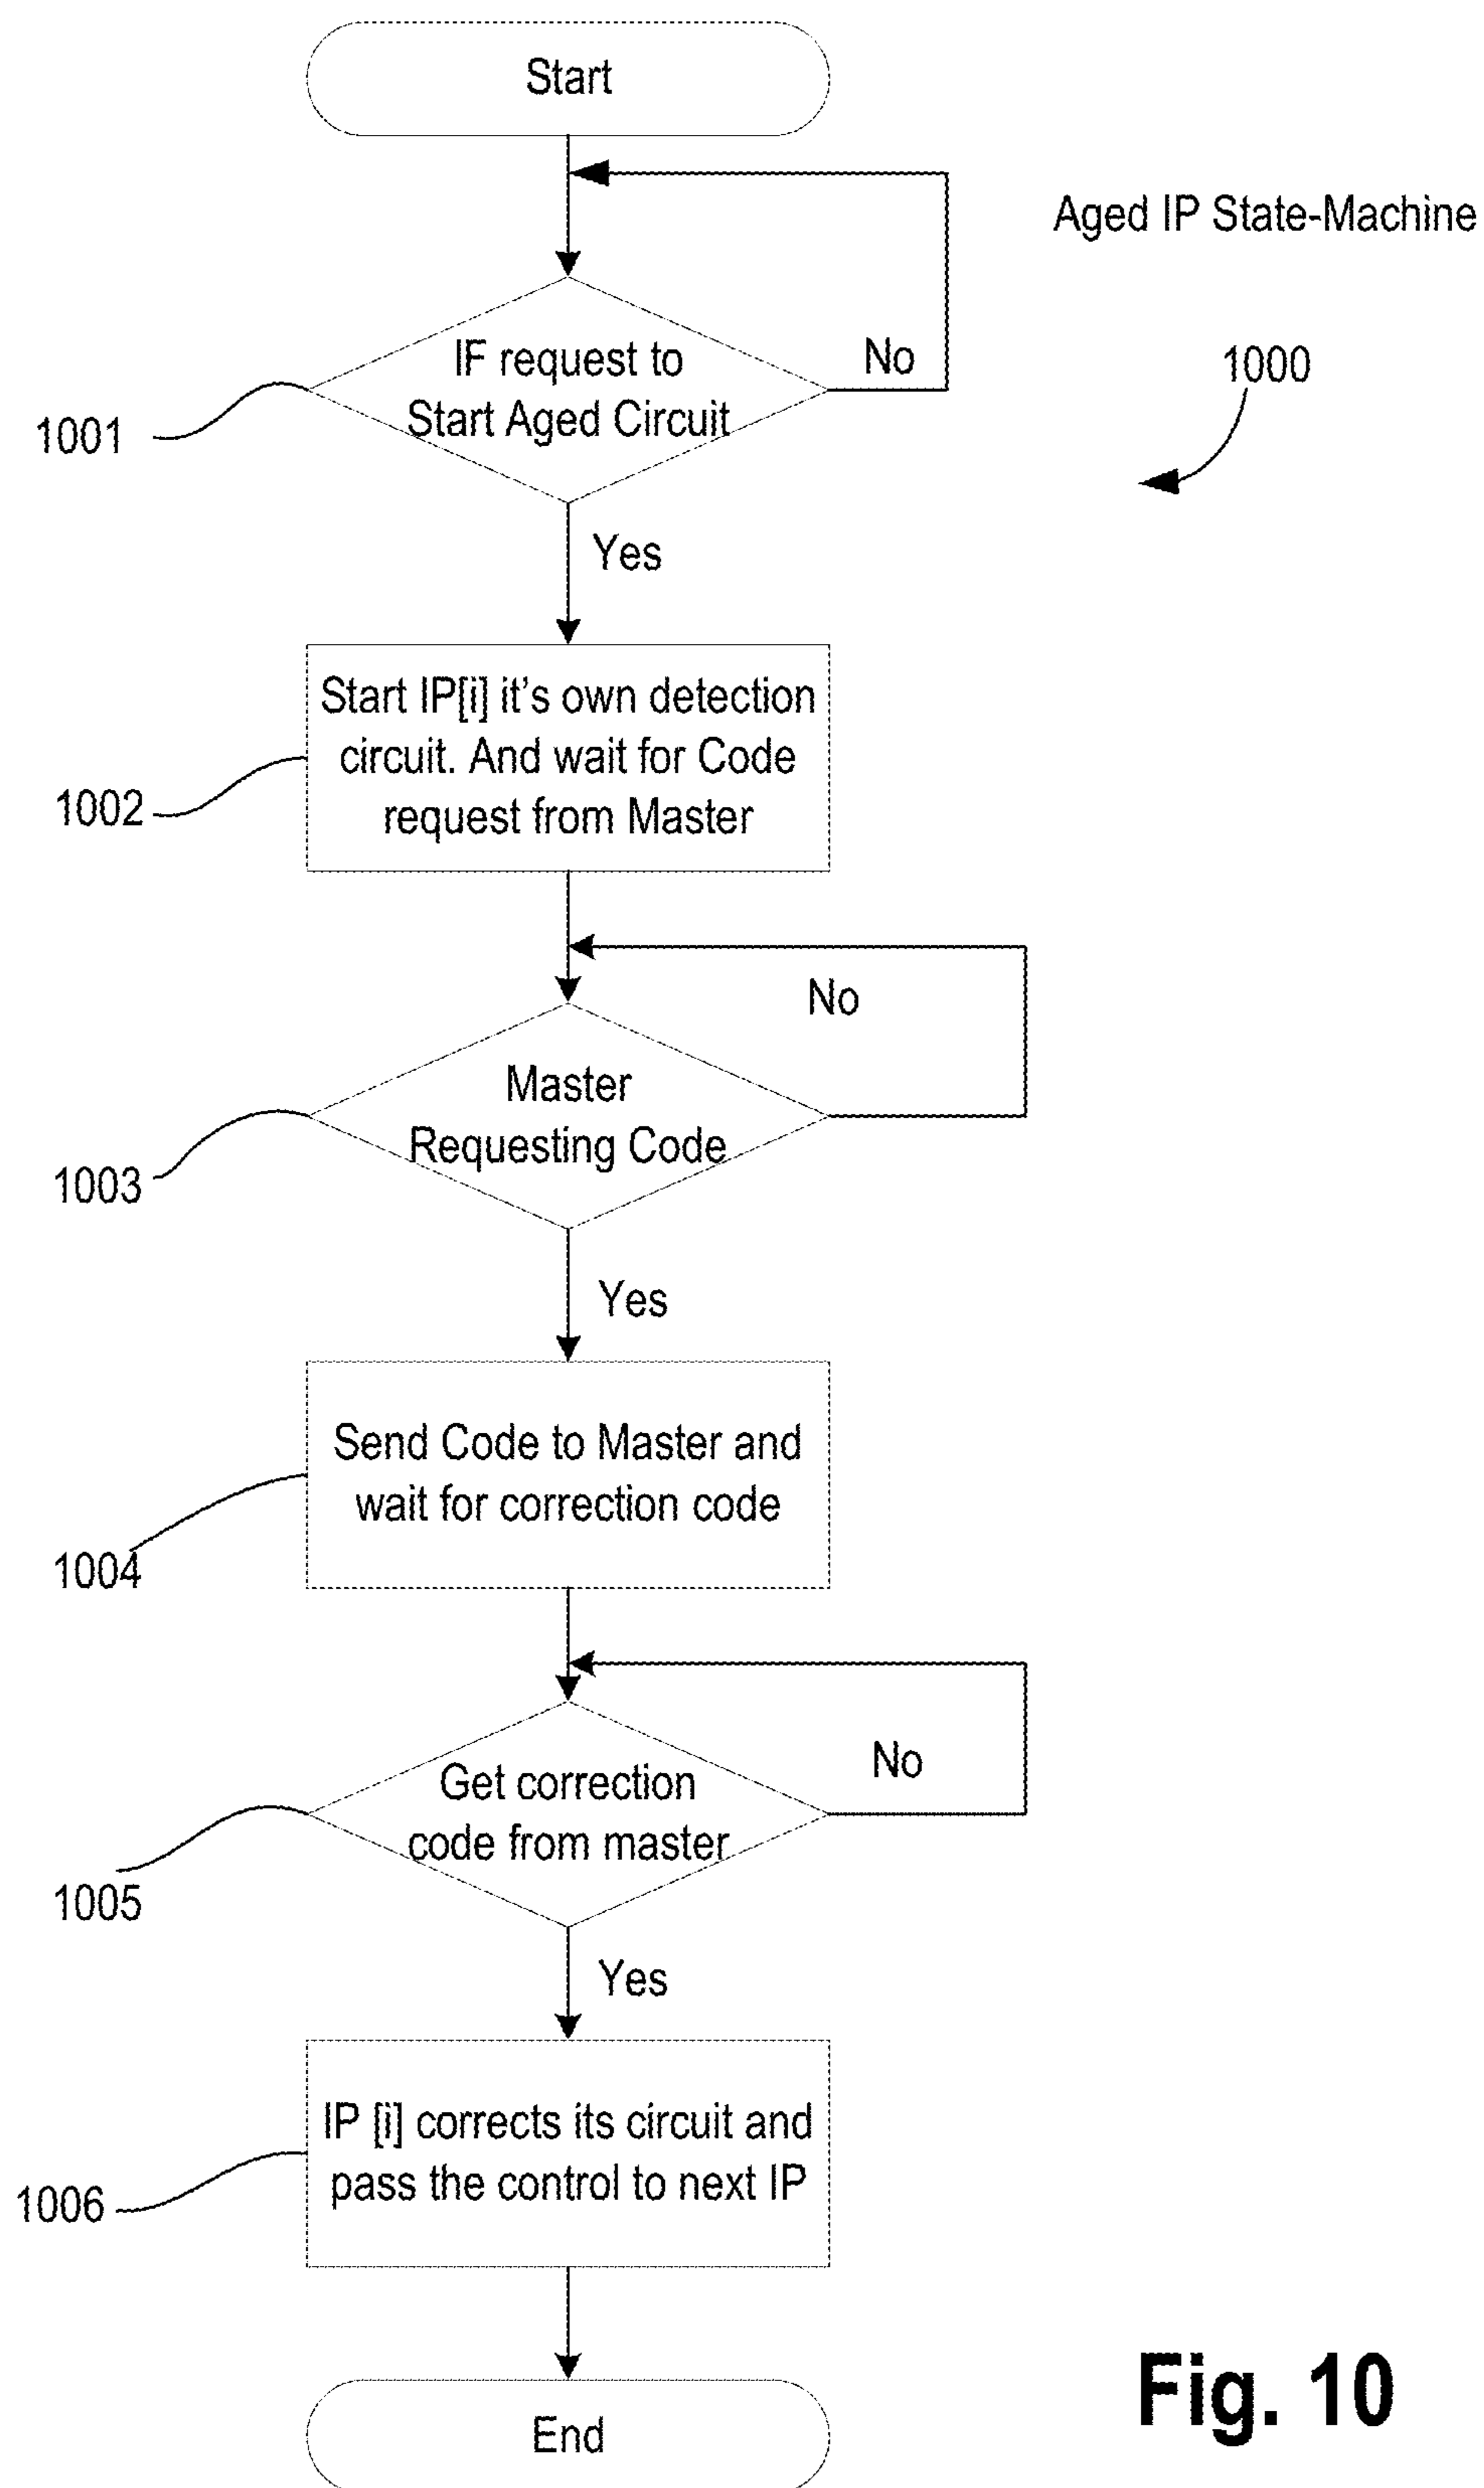 Start
Aged IP State-Machine
1000
IF request to
Start Aged Circuit
No
1001
Yes
Start IP[i] it's own detection
circuit. And wait for Code
request from Master
1002
No
Master
Requesting Code
1003
Yes
Send Code to Master and
wait for correction code
1004
No
Get correction
code from master
1005
Yes
IP [i] corrects its circuit and
pass the control to next IP
1006
End
Fig. 10